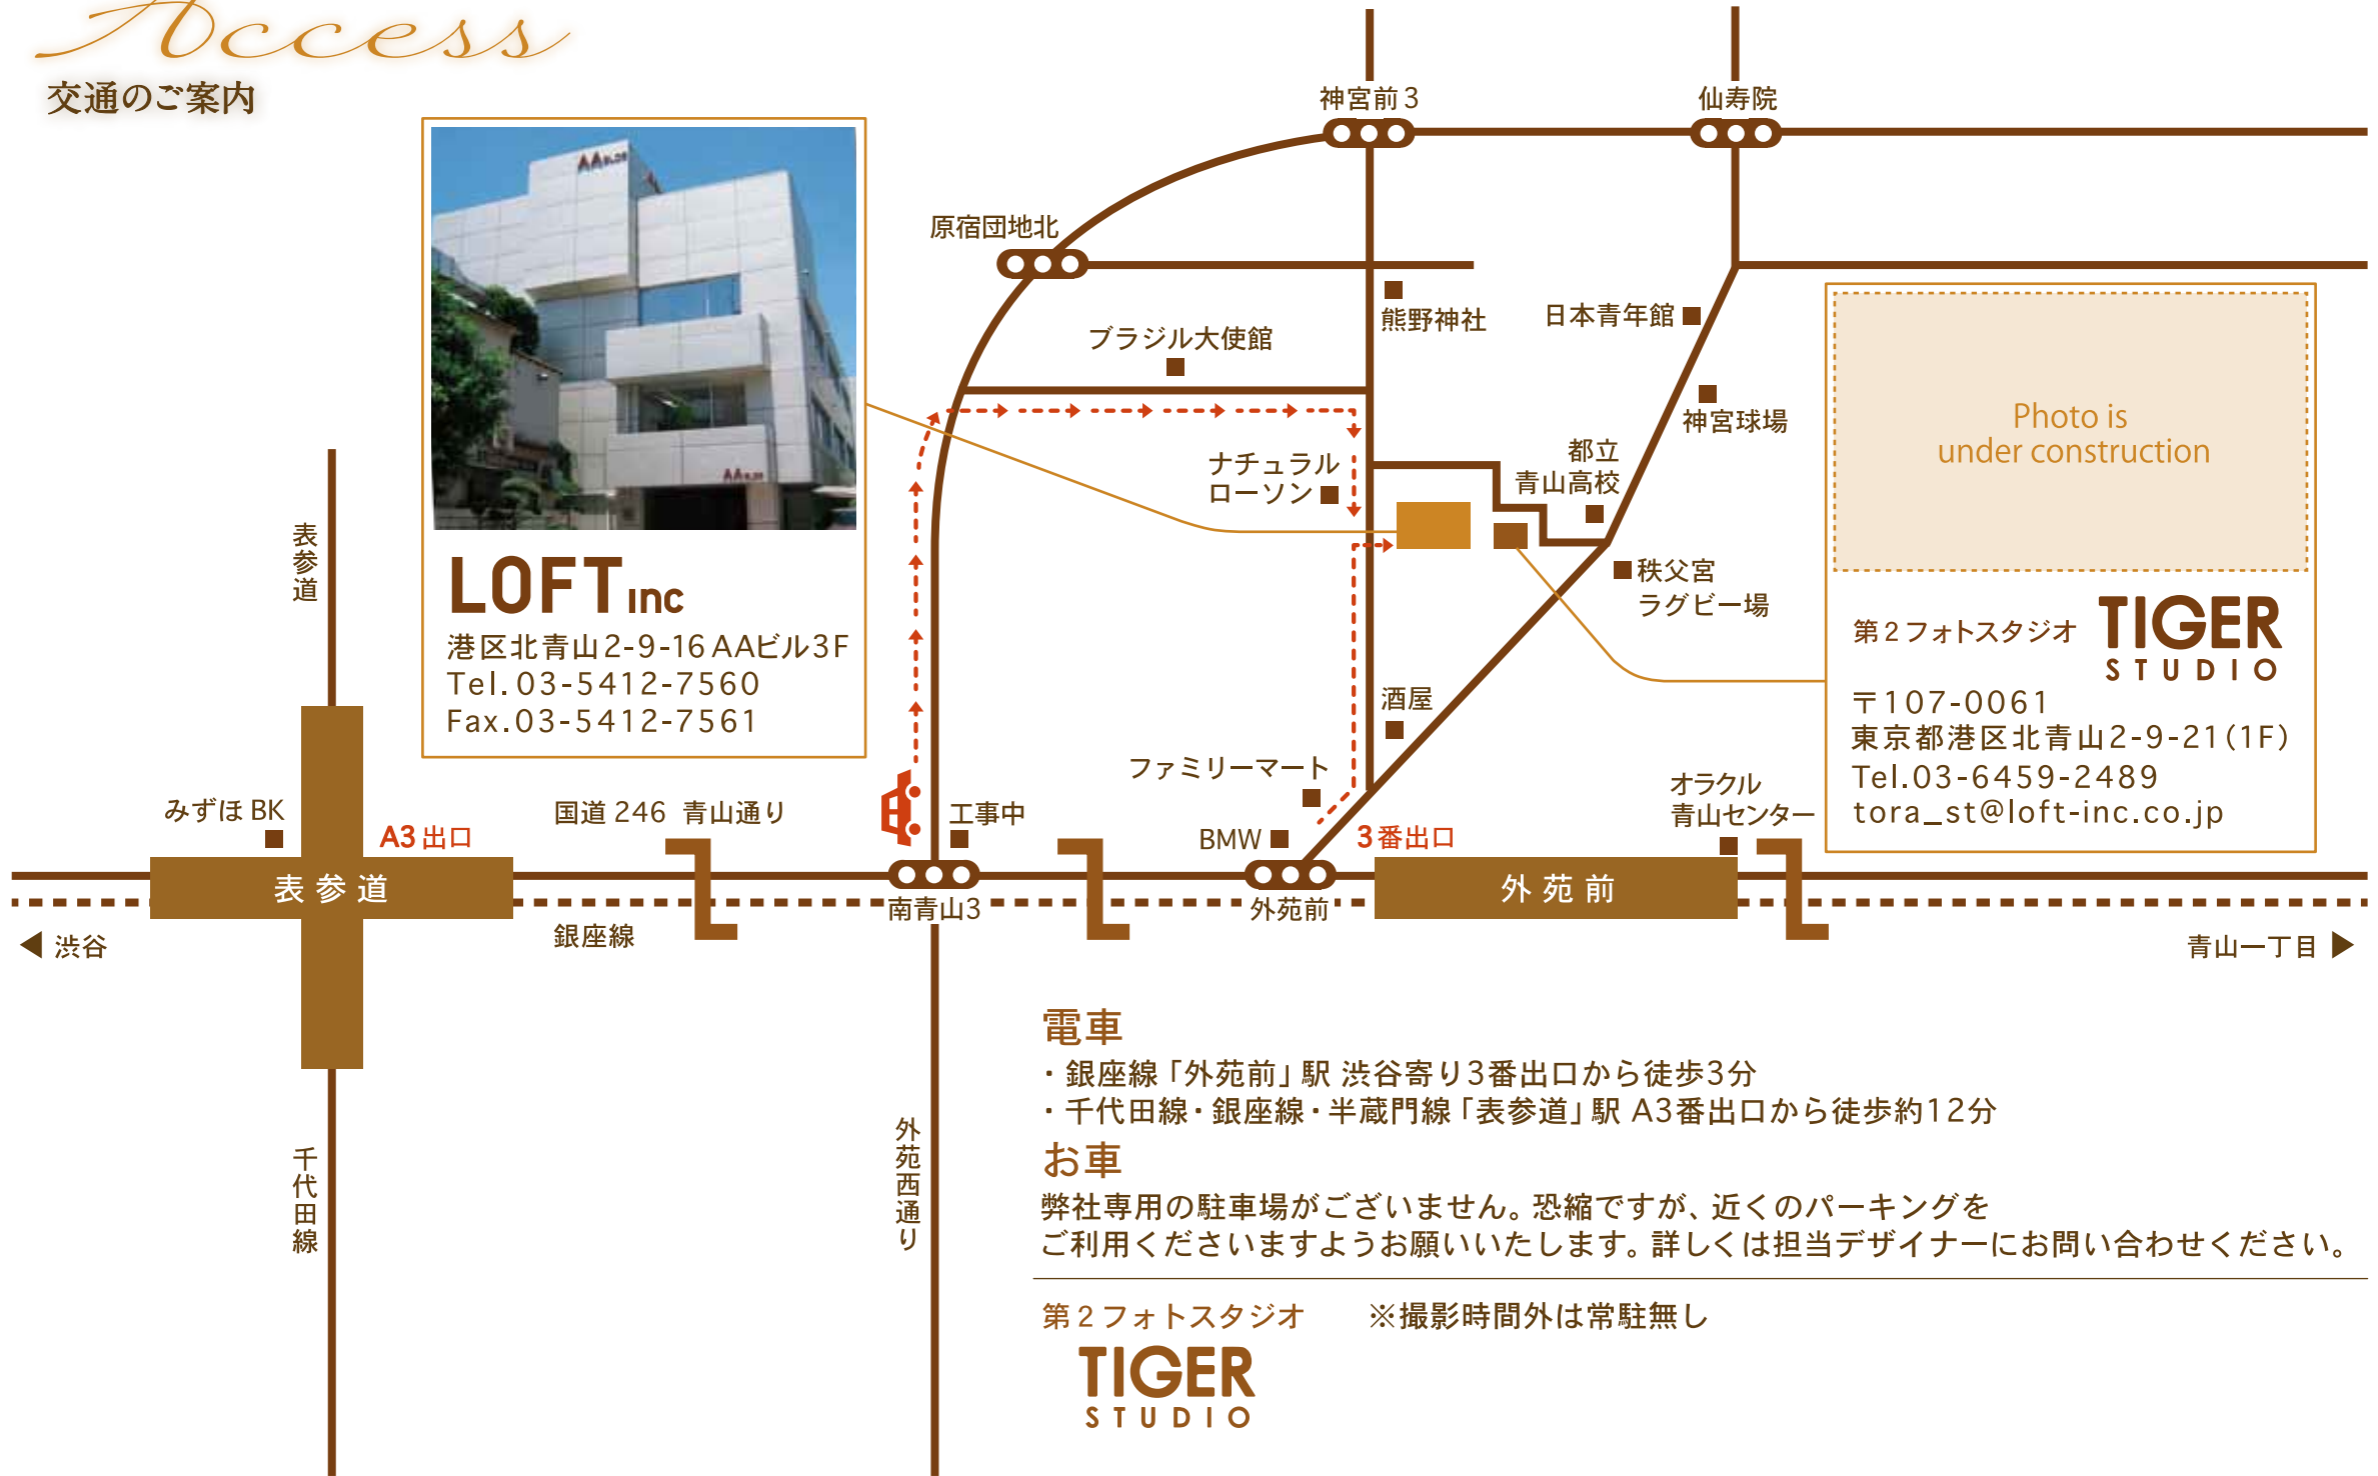 Access
交通のご案内
神宮前3
仙寿院
原宿団地北
AA BLDG
熊野神社
日本青年館
ブラジル大使館
神宮球場
Photo is
under construction
都立
青山高校
ナチュラル
ローソン
AA BLDG
表参道
秩父宮
ラグビー場
LOFT inc
港区北青山2-9-16 AAビル3F
Tel.03-5412-7560
Fax.03-5412-7561
第2フォトスタジオ
TIGER
STUDIO
〒107-0061
東京都港区北青山2-9-21(1F)
Tel.03-6459-2489
tora_st@loft-inc.co.jp
酒屋
ファミリーマート
オラクル
青山センター
みずほBK
A3出口
国道246 青山通り
工事中
BMW
3番出口
表参道
外苑前
南青山3
外苑前
銀座線
渋谷
青山一丁目
千代田線
外苑西通り
電車
・銀座線「外苑前」駅 渋谷寄り3番出口から徒歩3分
・千代田線・銀座線・半蔵門線「表参道」駅 A3番出口から徒歩約12分
お車
弊社専用の駐車場がございません。恐縮ですが、近くのパーキングを
ご利用くださいますようお願いいたします。詳しくは担当デザイナーにお問い合わせください。
第2フォトスタジオ ※撮影時間外は常駐無し
TIGER
STUDIO